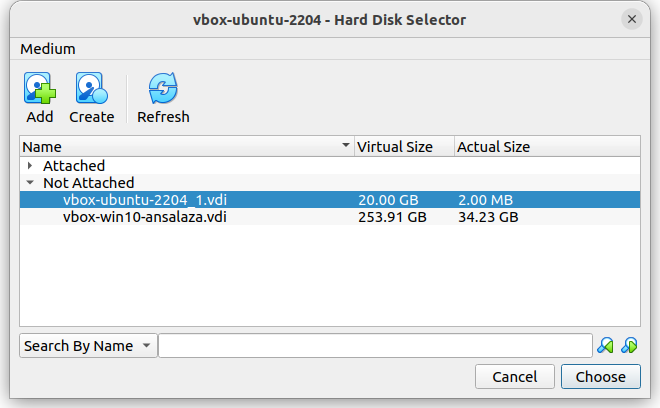 vbox-ubuntu-2204 - Hard Disk Selector
Medium
Add Create Refresh
Name Virtual Size Actual Size
Attached
Not Attached
vbox-ubuntu-2204_1.vdi 20.00 GB 2.00 MB
vbox-win10-ansalaza.vdi 253.91 GB 34.23 GB
Search By Name
Cancel Choose